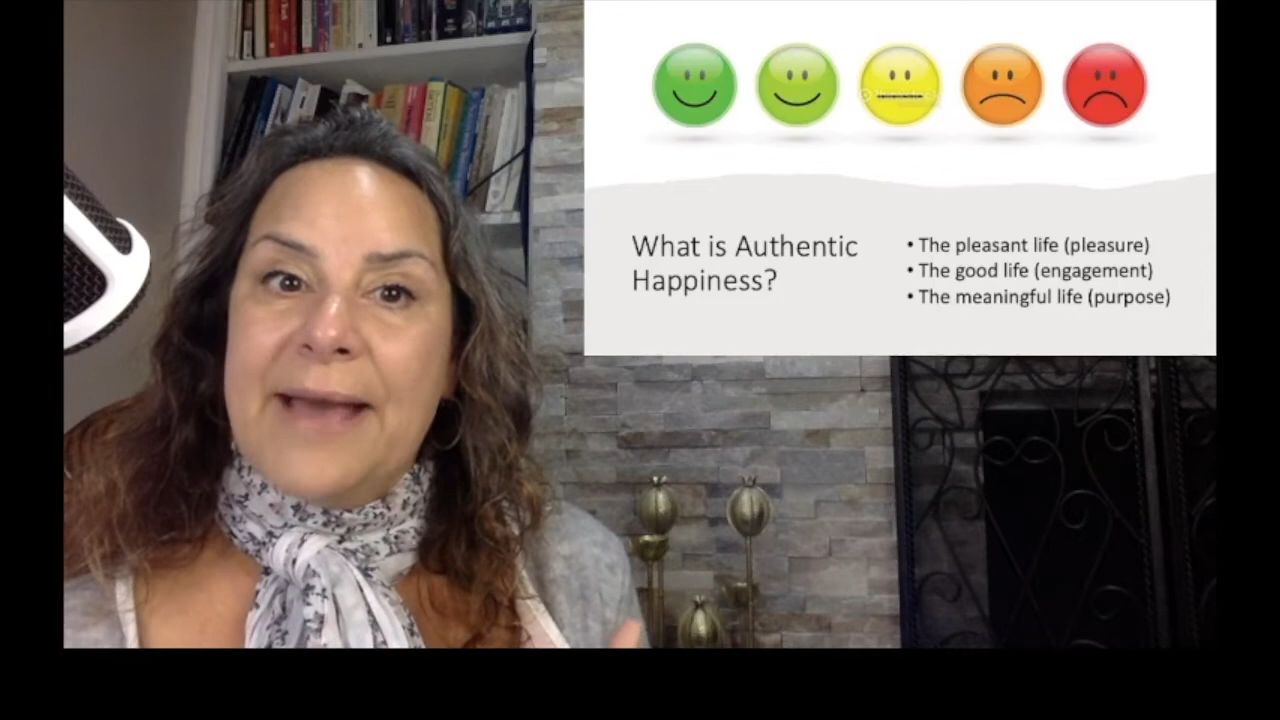 What is Authentic
Happiness?
• The pleasant life (pleasure)
• The good life (engagement)
• The meaningful life (purpose)